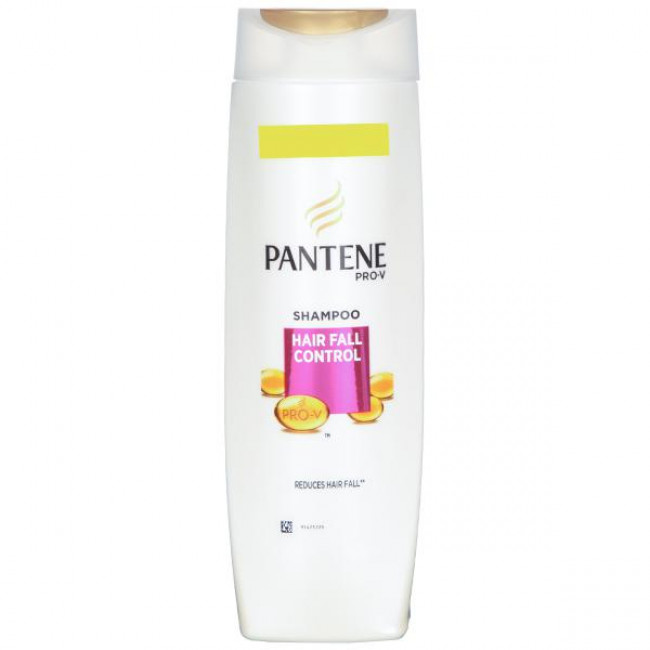 PANTENE
PRO-V
SHAMPOO
HAIR FALL
CONTROL
PRO-V
TM
REDUCES HAIR FALL**